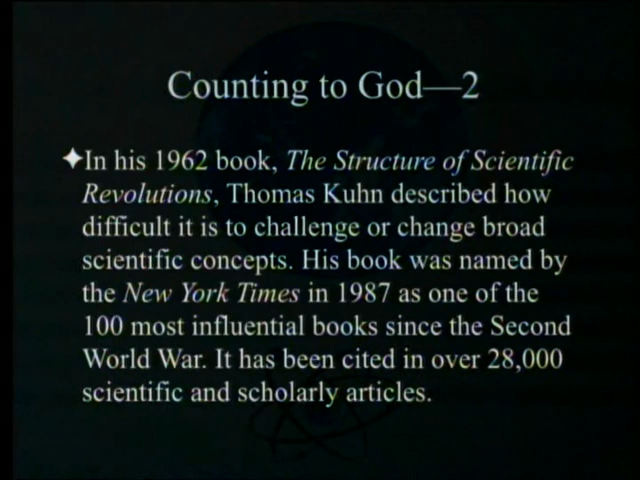 Counting to God—2
✦In his 1962 book, The Structure of Scientific
Revolutions, Thomas Kuhn described how
difficult it is to challenge or change broad
scientific concepts. His book was named by
the New York Times in 1987 as one of the
100 most influential books since the Second
World War. It has been cited in over 28,000
scientific and scholarly articles.